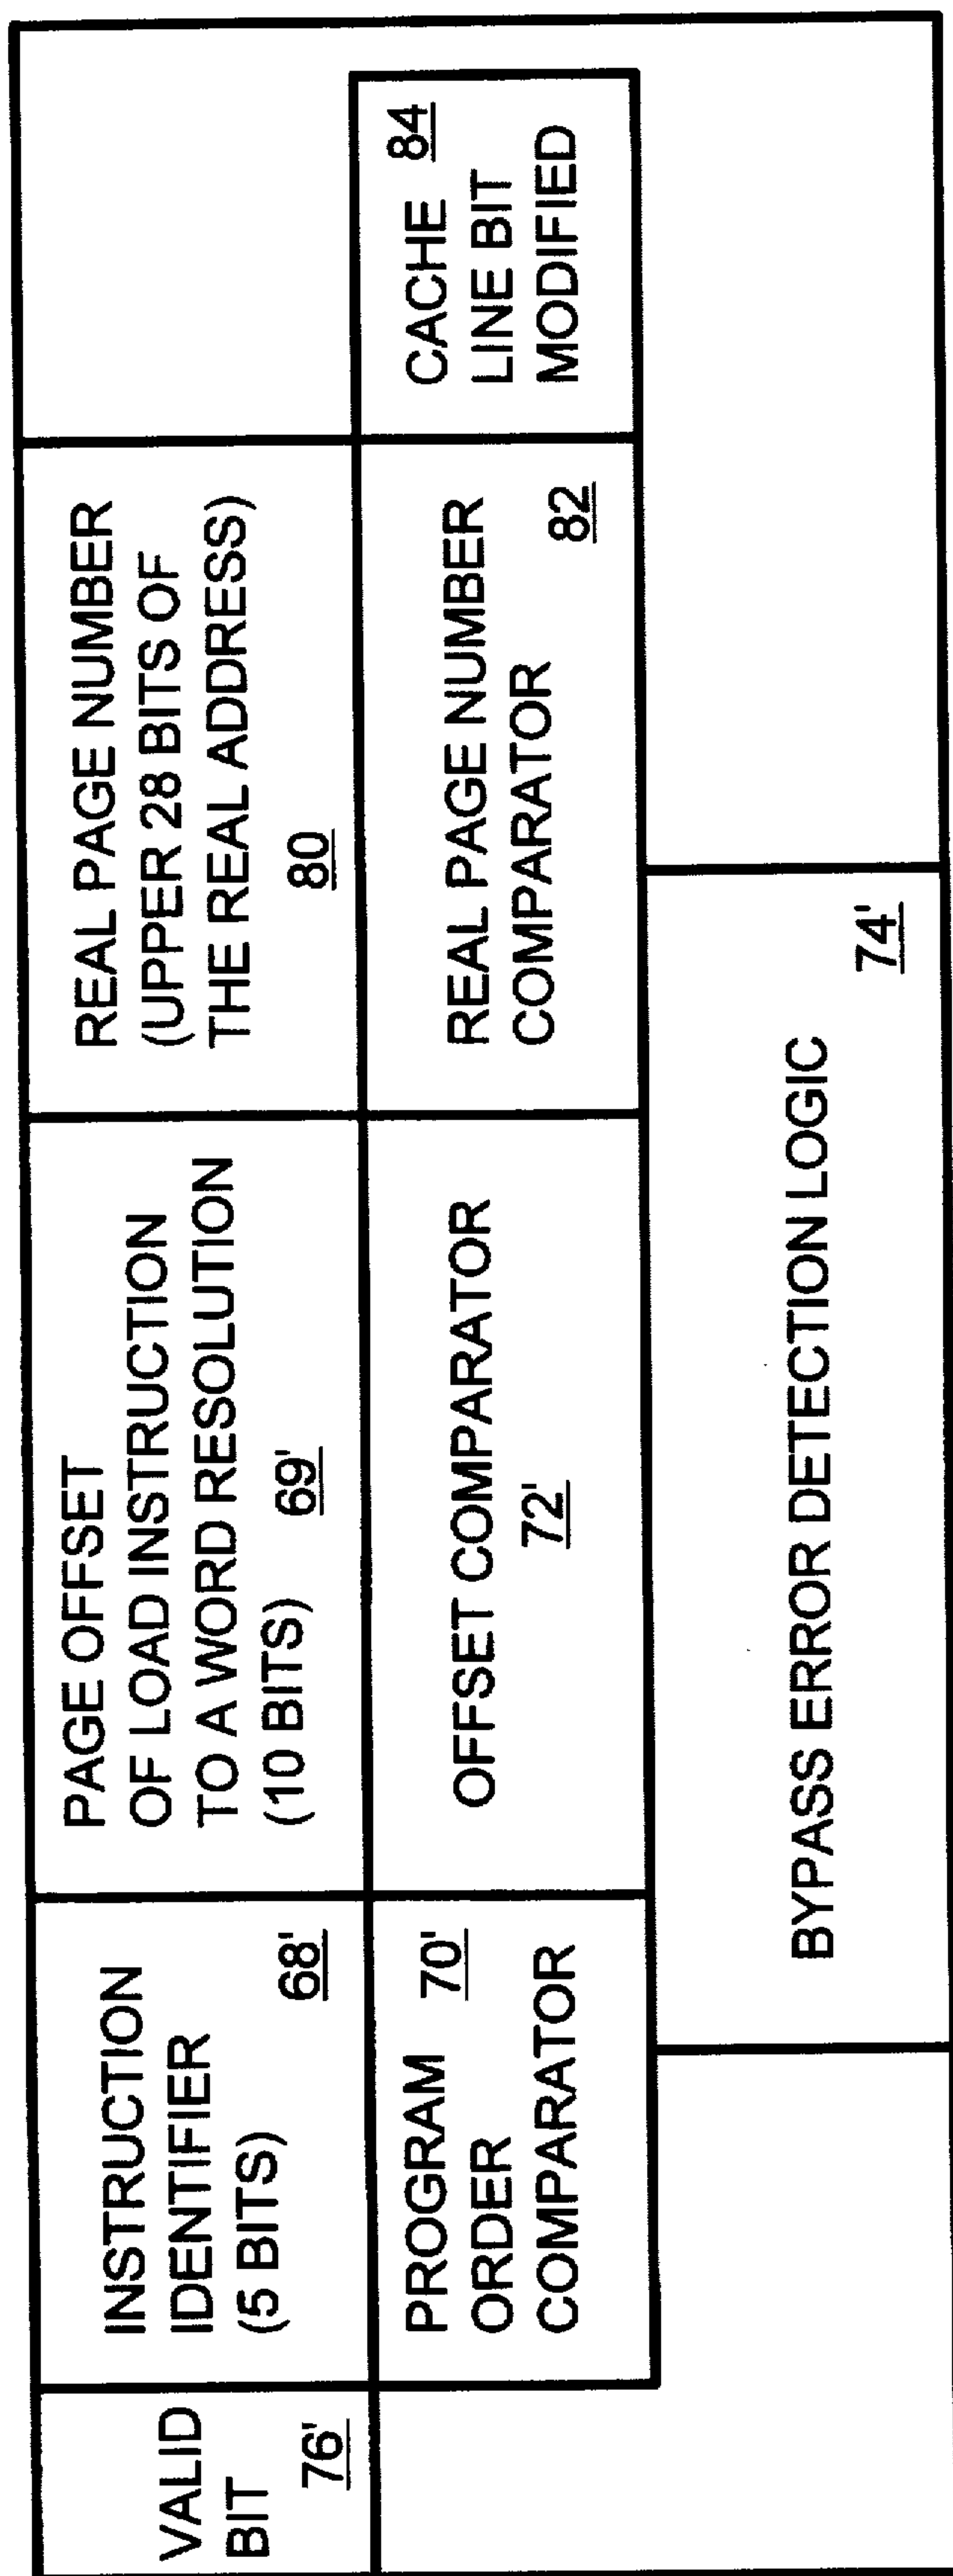 VALID
BIT
76'
INSTRUCTION
IDENTIFIER
(5 BITS) 68'
PAGE OFFSET
OF LOAD INSTRUCTION
TO A WORD RESOLUTION
(10 BITS) 69'
REAL PAGE NUMBER
(UPPER 28 BITS OF
THE REAL ADDRESS)
80
PROGRAM 70'
ORDER
COMPARATOR
OFFSET COMPARATOR
72'
REAL PAGE NUMBER
COMPARATOR 82
CACHE 84
LINE BIT
MODIFIED
BYPASS ERROR DETECTION LOGIC
74'